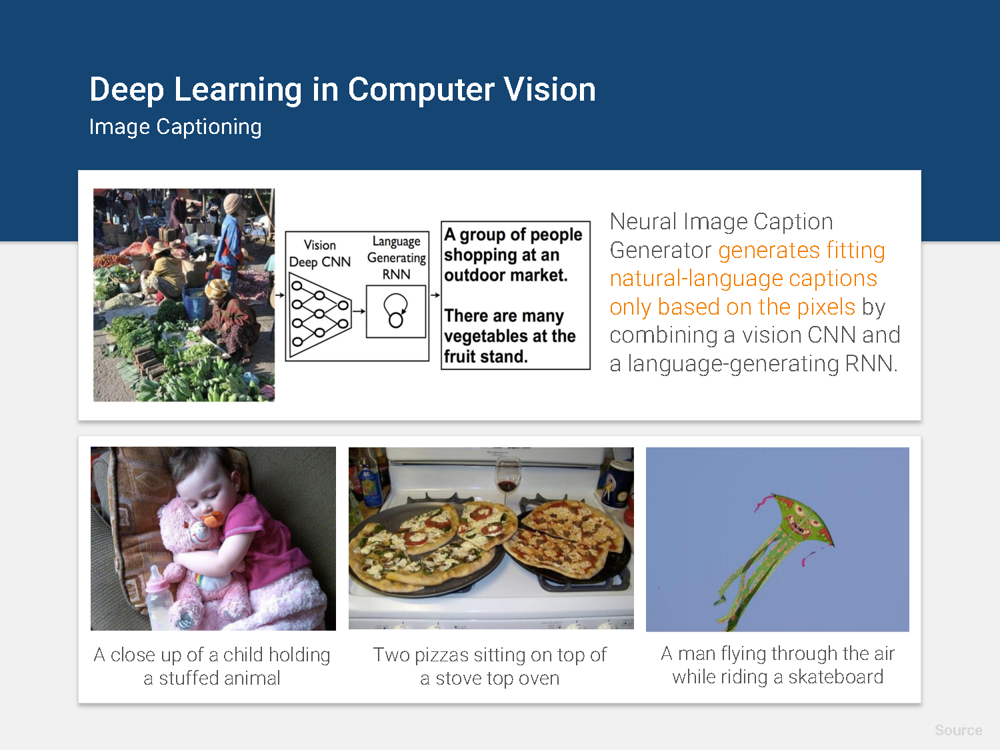 Deep Learning in Computer Vision
Image Captioning
Vision
Deep CNN
Language
Generating
RNN
A group of people
shopping at an
outdoor market.
There are many
vegetables at the
fruit stand.
Neural Image Caption
Generator generates fitting
natural-language captions
only based on the pixels by
combining a vision CNN and
a language-generating RNN.
A close up of a child holding
a stuffed animal
Two pizzas sitting on top of
a stove top oven
A man flying through the air
while riding a skateboard
Source